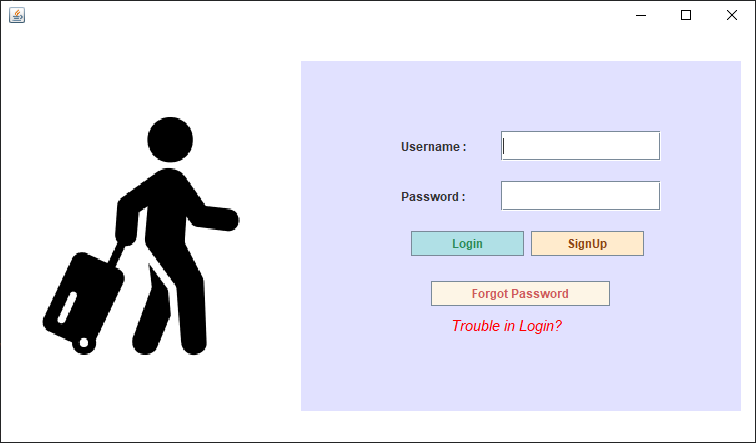 Username :
Password :
Login SignUp
Forgot Password
Trouble in Login?